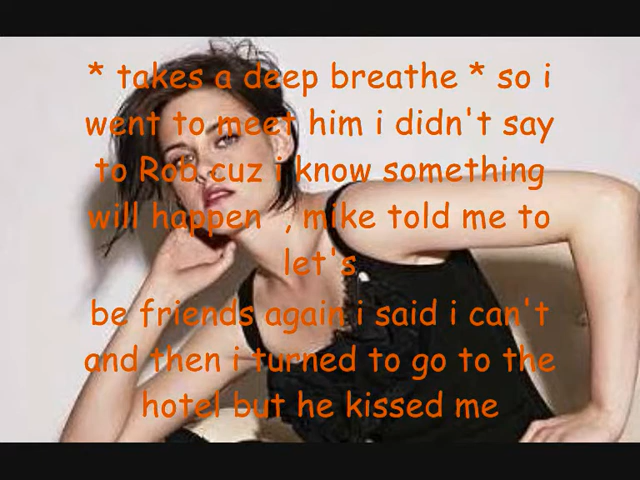 * takes a deep breathe * so i
went to meet him i didn't say
to Rob cuz i know something
will happen , mike told me to
let's
be friends again i said i can't
and then i turned to go to the
hotel but he kissed me